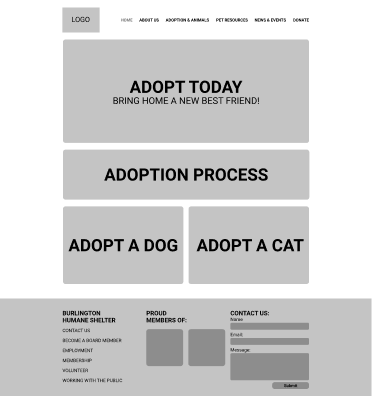 LOGO
HOME ABOUT US ADOPTION & ANIMALS PET RESOURCES NEWS & EVENTS DONATE
ADOPT TODAY
BRING HOME A NEW BEST FRIEND!
ADOPTION PROCESS
ADOPT A DOG
ADOPT A CAT
BURLINGTON
HUMANE SHELTER
CONTACT US
BECOME A BOARD MEMBER
EMPLOYMENT
MEMBERSHIP
VOLUNTEER
WORKING WITH THE PUBLIC
PROUD
MEMBERS OF:
CONTACT US:
Name
Email:
Message:
Submit